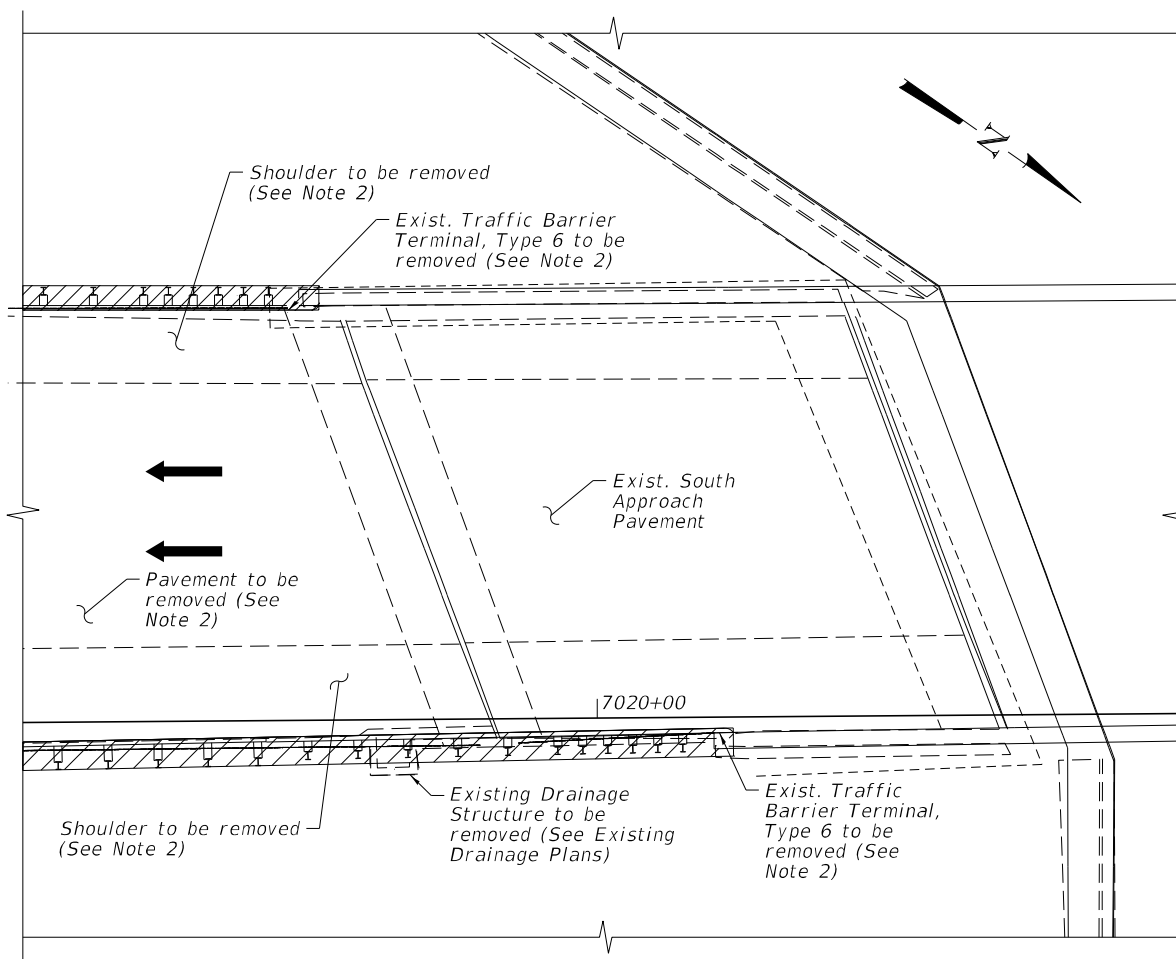 N
Shoulder to be removed
(See Note 2)
Exist. Traffic Barrier
Terminal, Type 6 to be
removed (See Note 2)
Exist. South
Approach
Pavement
Pavement to be
removed (See
Note 2)
7020+00
Shoulder to be removed
(See Note 2)
Existing Drainage
Structure to be
removed (See Existing
Drainage Plans)
Exist. Traffic
Barrier Terminal,
Type 6 to be
removed (See
Note 2)